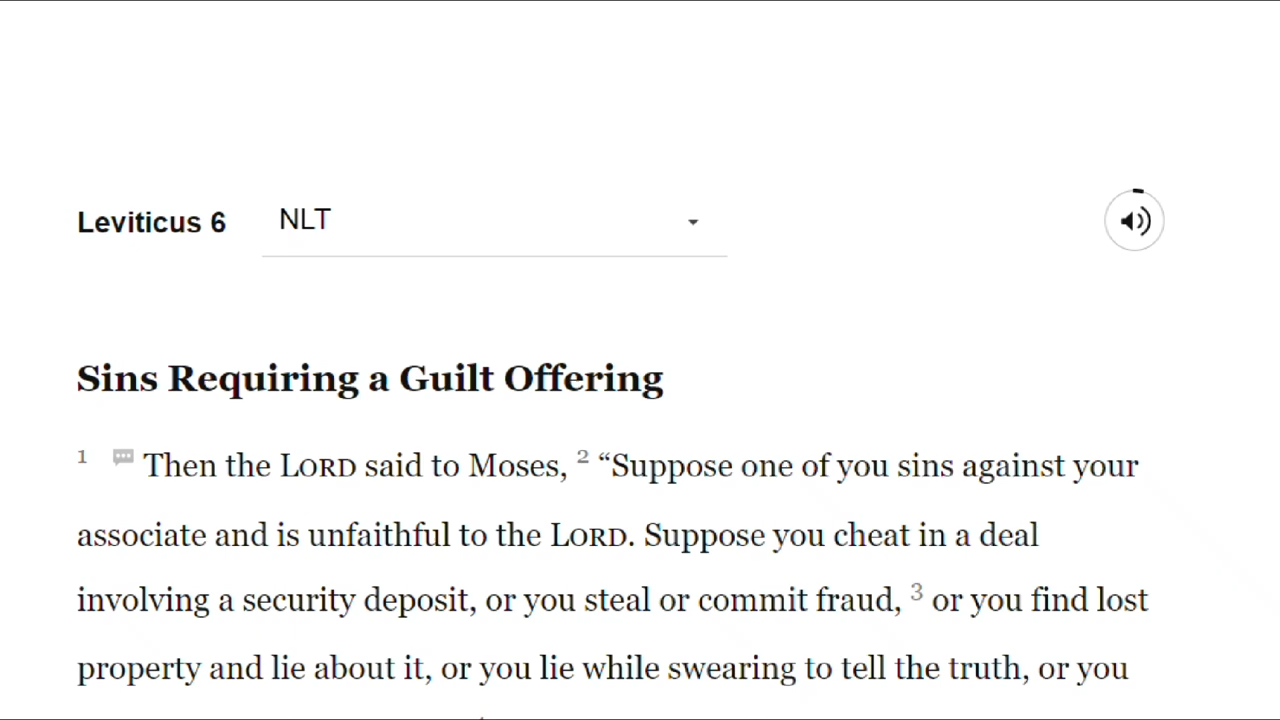 Leviticus 6 NLT
Sins Requiring a Guilt Offering
1 Then the LORD said to Moses, 2 “Suppose one of you sins against your
associate and is unfaithful to the LORD. Suppose you cheat in a deal
involving a security deposit, or you steal or commit fraud, 3 or you find lost
property and lie about it, or you lie while swearing to tell the truth, or you